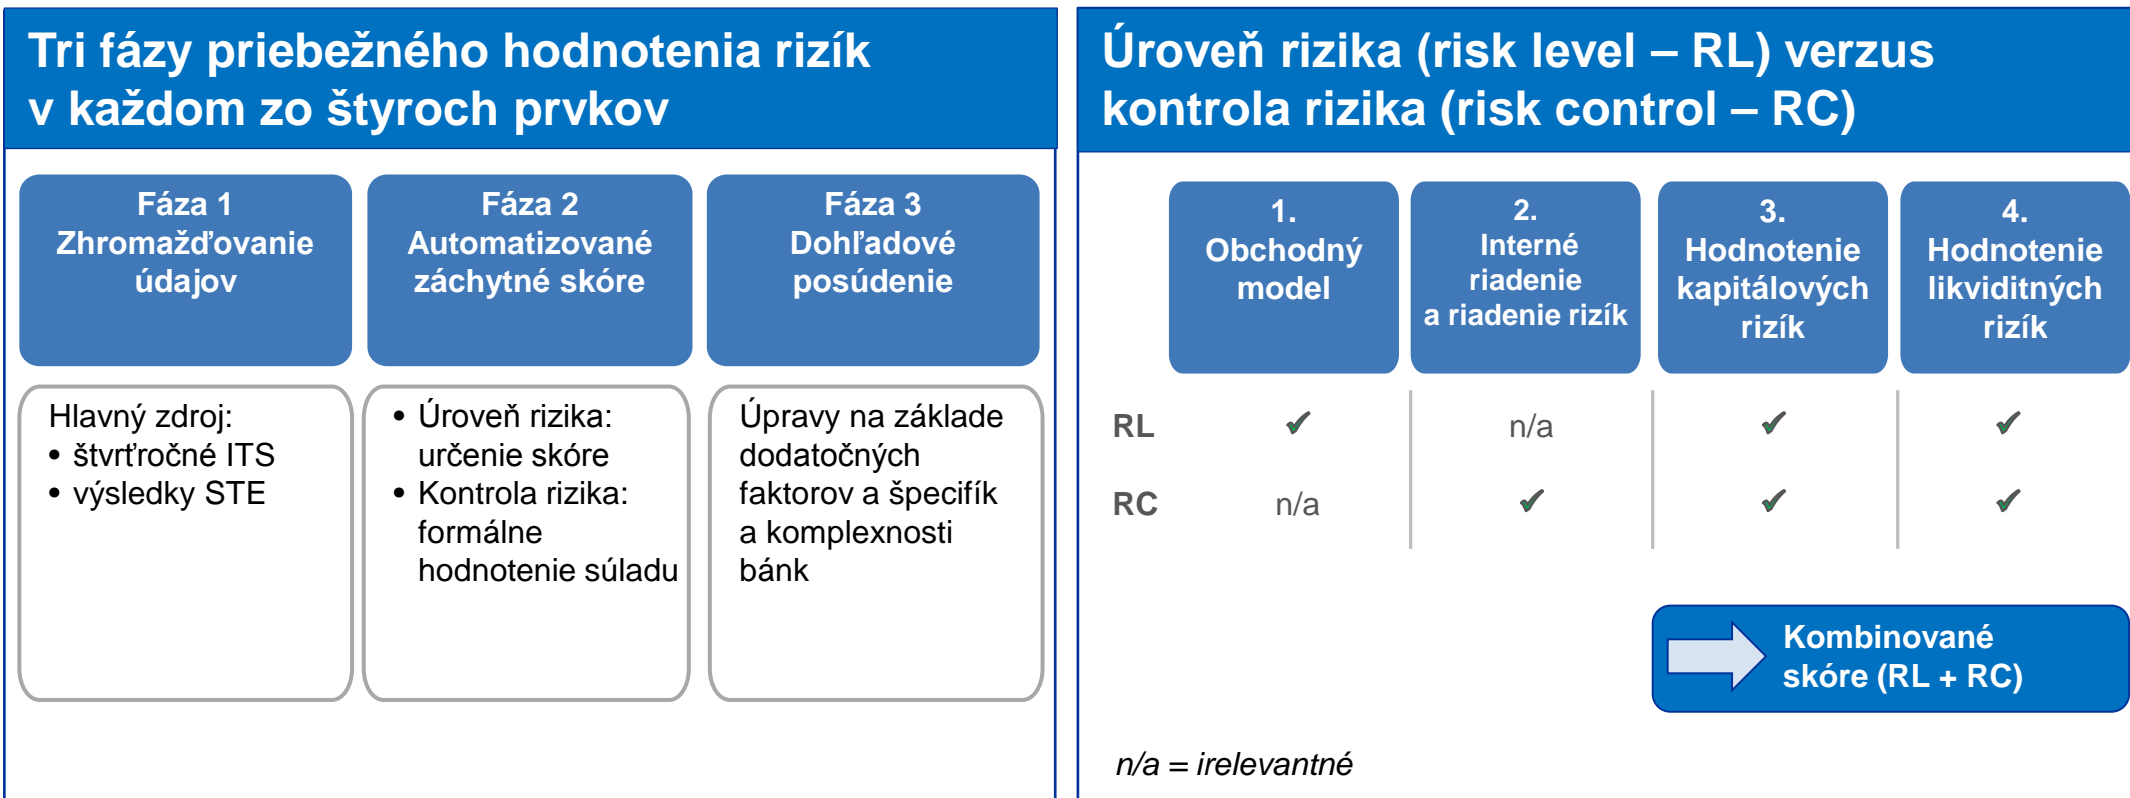 Tri fázy priebežného hodnotenia rizík
v každom zo štyroch prvkov
Fáza 1
Zhromažďovanie
údajov
Fáza 2
Automatizované
záchytné skóre
Fáza 3
Dohľadové
posúdenie
Hlavný zdroj:
• štvrťročné ITS
• výsledky STE
• Úroveň rizika:
určenie skóre
• Kontrola rizika:
formálne
hodnotenie súladu
Úpravy na základe
dodatočných
faktorov a špecifík
a komplexnosti
bánk
Úroveň rizika (risk level – RL) verzus
kontrola rizika (risk control – RC)
1.
Obchodný
model
2.
Interné
riadenie
a riadenie rizík
3.
Hodnotenie
kapitálových
rizík
4.
Hodnotenie
likviditných
rizík
RL ✔ n/a ✔ ✔
RC n/a ✔ ✔ ✔
Kombinované
skóre (RL + RC)
n/a = irelevantné